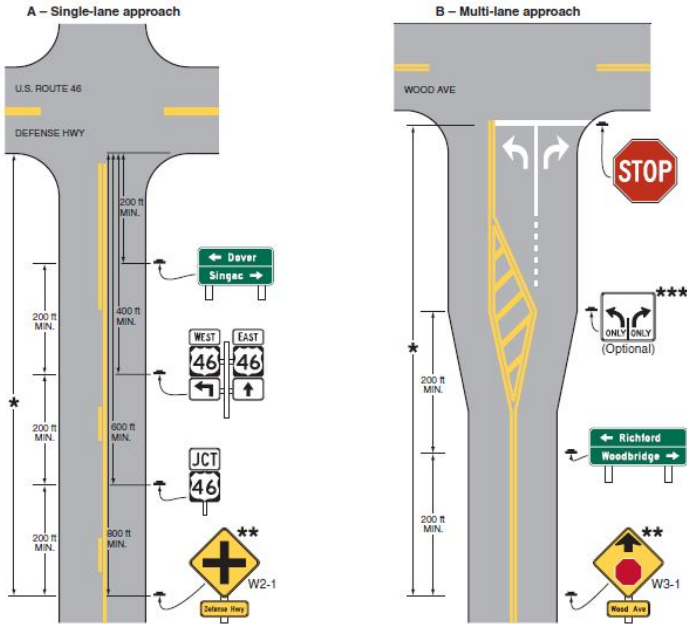 A – Single-lane approach
U.S. ROUTE 46
DEFENSE HWY
200 ft
MIN.
← Dover
Singac →
200 ft
MIN.
400 ft
MIN.
WEST EAST
46 46
*
200 ft
MIN.
600 ft
MIN.
JCT
46
200 ft
MIN.
800 ft
MIN.
**
W2-1
Defense Hwy
B – Multi-lane approach
WOOD AVE
STOP
***
ONLY ONLY
(Optional)
*
200 ft
MIN.
← Richford
Woodbridge →
200 ft
MIN.
**
W3-1
Wood Ave